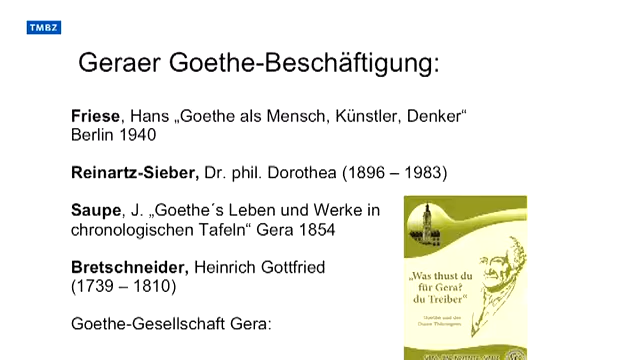 TMBZ
Geraer Goethe-Beschäftigung:
Friese, Hans „Goethe als Mensch, Künstler, Denker“
Berlin 1940
Reinartz-Sieber, Dr. phil. Dorothea (1896 – 1983)
Saupe, J. „Goethe´s Leben und Werke in
chronologischen Tafeln“ Gera 1854
Bretschneider, Heinrich Gottfried
(1739 – 1810)
Goethe-Gesellschaft Gera:
„Was thust du
für Gera?
du Treiber“